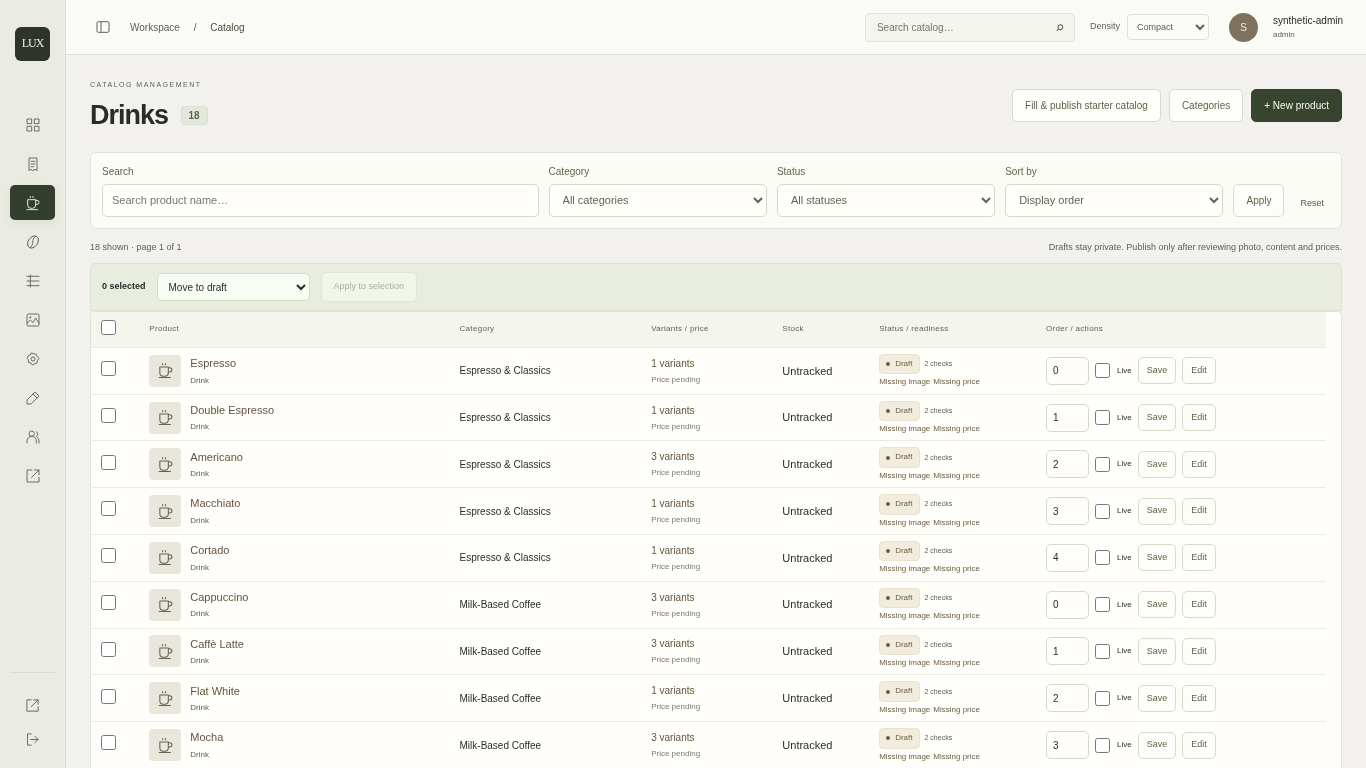 LUX
Workspace / Catalog
Search catalog…
Density Compact
S
synthetic-admin
admin
CATALOG MANAGEMENT
Drinks 18
Fill & publish starter catalog Categories + New product
Search Category Status Sort by
Search product name… All categories All statuses Display order Apply Reset
18 shown · page 1 of 1
Drafts stay private. Publish only after reviewing photo, content and prices.
0 selected Move to draft Apply to selection
Product Category Variants / price Stock Status / readiness Order / actions
Espresso
Drink
Espresso & Classics
1 variants
Price pending
Untracked
Draft 2 checks
Missing image Missing price
0 Live Save Edit
Double Espresso
Drink
Espresso & Classics
1 variants
Price pending
Untracked
Draft 2 checks
Missing image Missing price
1 Live Save Edit
Americano
Drink
Espresso & Classics
3 variants
Price pending
Untracked
Draft 2 checks
Missing image Missing price
2 Live Save Edit
Macchiato
Drink
Espresso & Classics
1 variants
Price pending
Untracked
Draft 2 checks
Missing image Missing price
3 Live Save Edit
Cortado
Drink
Espresso & Classics
1 variants
Price pending
Untracked
Draft 2 checks
Missing image Missing price
4 Live Save Edit
Cappuccino
Drink
Milk-Based Coffee
3 variants
Price pending
Untracked
Draft 2 checks
Missing image Missing price
0 Live Save Edit
Caffè Latte
Drink
Milk-Based Coffee
3 variants
Price pending
Untracked
Draft 2 checks
Missing image Missing price
1 Live Save Edit
Flat White
Drink
Milk-Based Coffee
1 variants
Price pending
Untracked
Draft 2 checks
Missing image Missing price
2 Live Save Edit
Mocha
Drink
Milk-Based Coffee
3 variants
Price pending
Untracked
Draft 2 checks
Missing image Missing price
3 Live Save Edit